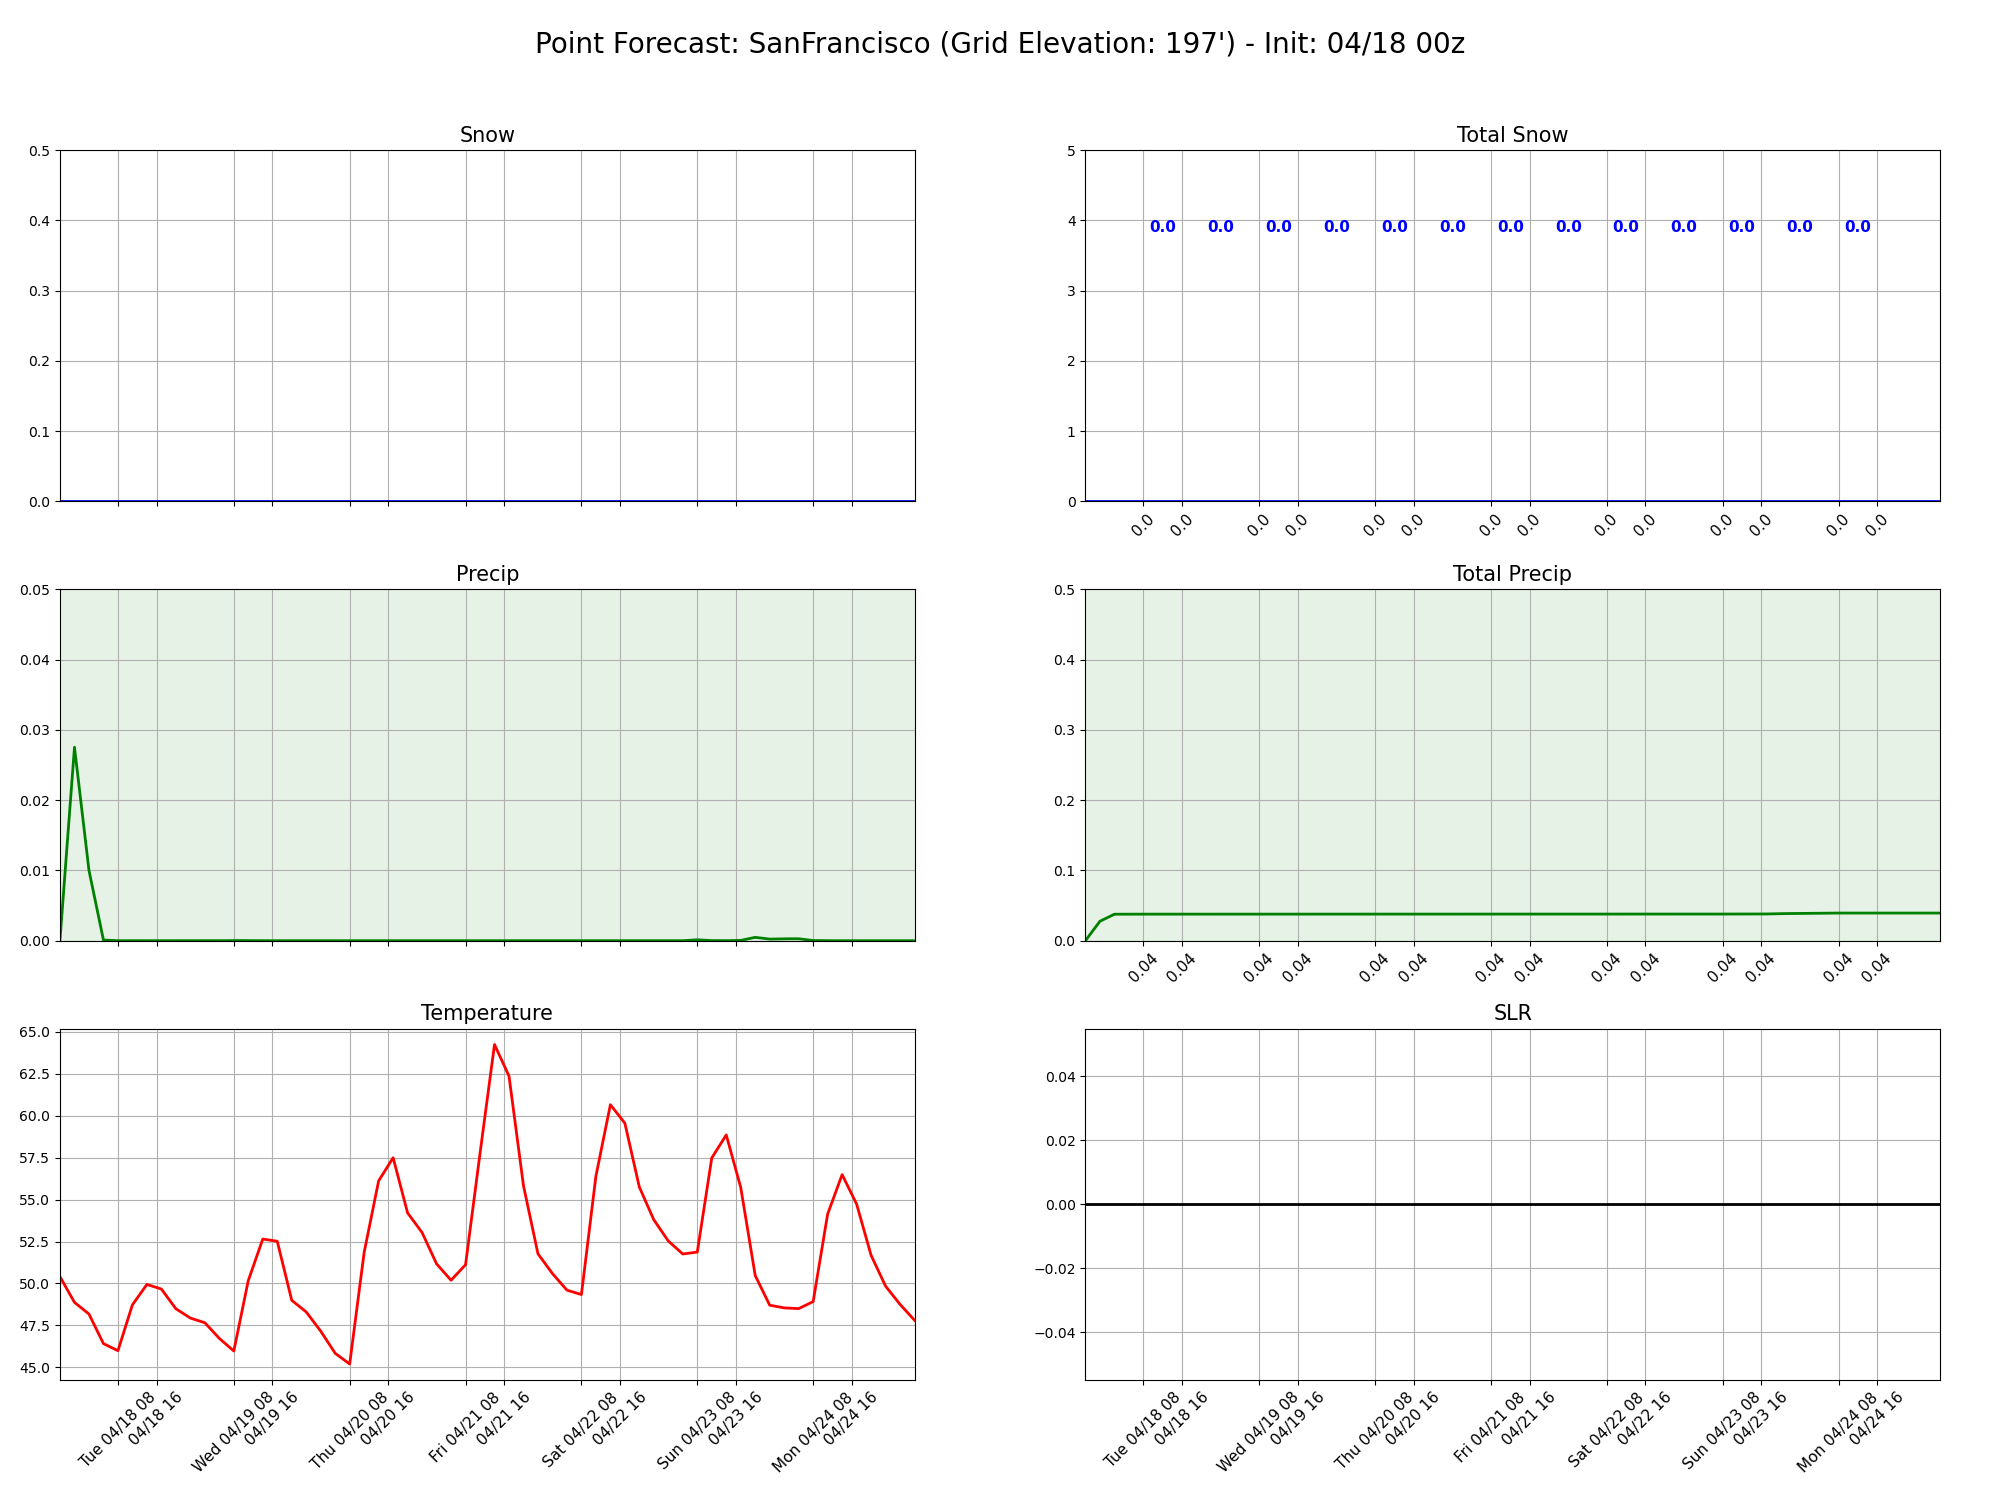 Point Forecast: SanFrancisco (Grid Elevation: 197') - Init: 04/18 00z
Snow
0.5
0.4
0.3
0.2
0.1
0.0
Total Snow
5
4
3
2
1
0
0.0 0.0 0.0 0.0 0.0 0.0 0.0 0.0 0.0 0.0 0.0 0.0 0.0
0.0 0.0 0.0 0.0 0.0 0.0 0.0 0.0 0.0 0.0 0.0 0.0 0.0 0.0
Precip
0.05
0.04
0.03
0.02
0.01
0.00
Total Precip
0.5
0.4
0.3
0.2
0.1
0.0
0.04 0.04 0.04 0.04 0.04 0.04 0.04 0.04 0.04 0.04 0.04 0.04 0.04 0.04
Temperature
65.0
62.5
60.0
57.5
55.0
52.5
50.0
47.5
45.0
Tue 04/18 08
04/18 16
Wed 04/19 08
04/19 16
Thu 04/20 08
04/20 16
Fri 04/21 08
04/21 16
Sat 04/22 08
04/22 16
Sun 04/23 08
04/23 16
Mon 04/24 08
04/24 16
SLR
0.04
0.02
0.00
−0.02
−0.04
Tue 04/18 08
04/18 16
Wed 04/19 08
04/19 16
Thu 04/20 08
04/20 16
Fri 04/21 08
04/21 16
Sat 04/22 08
04/22 16
Sun 04/23 08
04/23 16
Mon 04/24 08
04/24 16